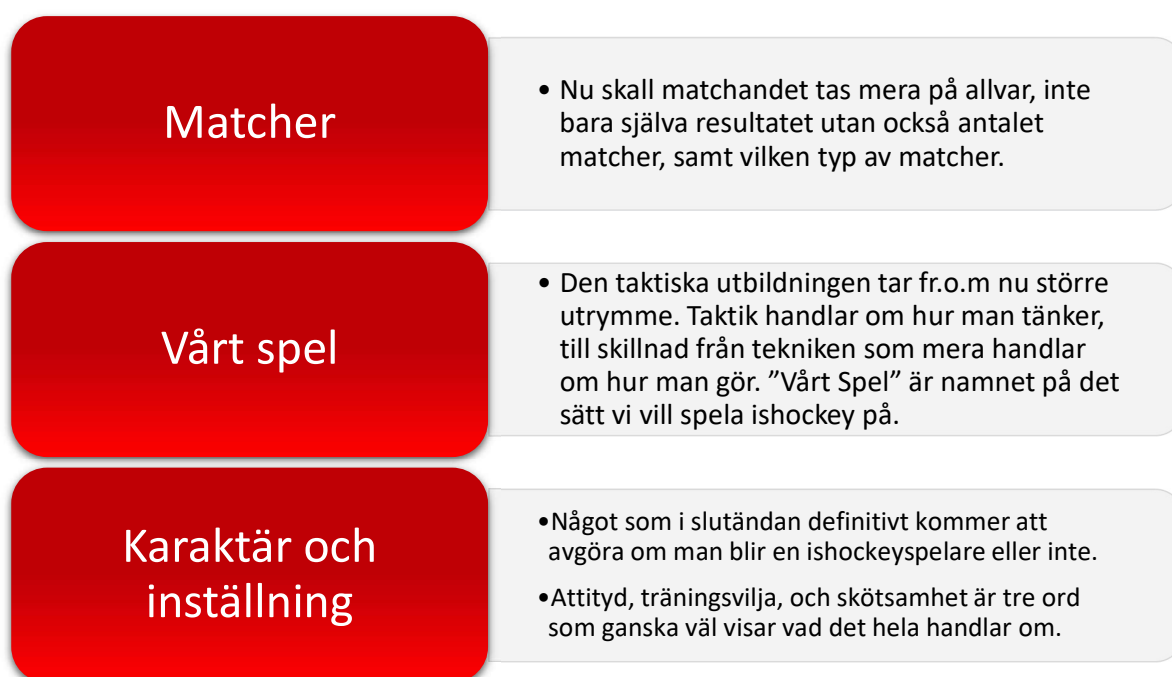 Matcher
• Nu skall matchandet tas mera på allvar, inte
bara själva resultatet utan också antalet
matcher, samt vilken typ av matcher.
Vårt spel
• Den taktiska utbildningen tar fr.o.m nu större
utrymme. Taktik handlar om hur man tänker,
till skillnad från tekniken som mera handlar
om hur man gör. ”Vårt Spel” är namnet på det
sätt vi vill spela ishockey på.
Karaktär och
inställning
•Något som i slutändan definitivt kommer att
avgöra om man blir en ishockeyspelare eller inte.
•Attityd, träningsvilja, och skötsamhet är tre ord
som ganska väl visar vad det hela handlar om.